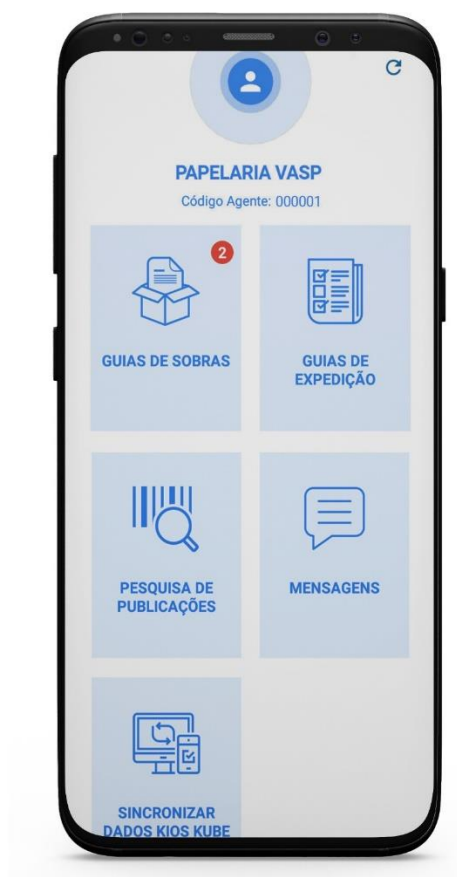 PAPELARIA VASP
Código Agente: 000001
2
GUIAS DE SOBRAS
GUIAS DE
EXPEDIÇÃO
PESQUISA DE
PUBLICAÇÕES
MENSAGENS
SINCRONIZAR
DADOS KIOS KUBE